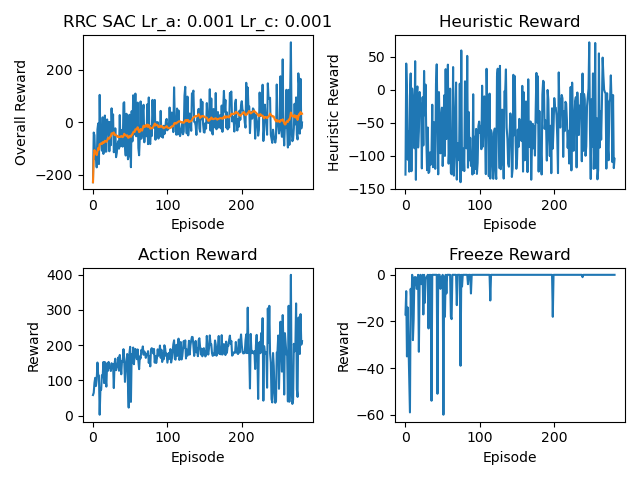 RRC SAC Lr_a: 0.001 Lr_c: 0.001
Overall Reward
200
0
−200
0
200
Episode
Heuristic Reward
Heuristic Reward
50
0
−50
−100
−150
0
100
200
Episode
Action Reward
Reward
400
300
200
100
0
0
100
200
Episode
Freeze Reward
Reward
0
−20
−40
−60
0
100
200
Episode